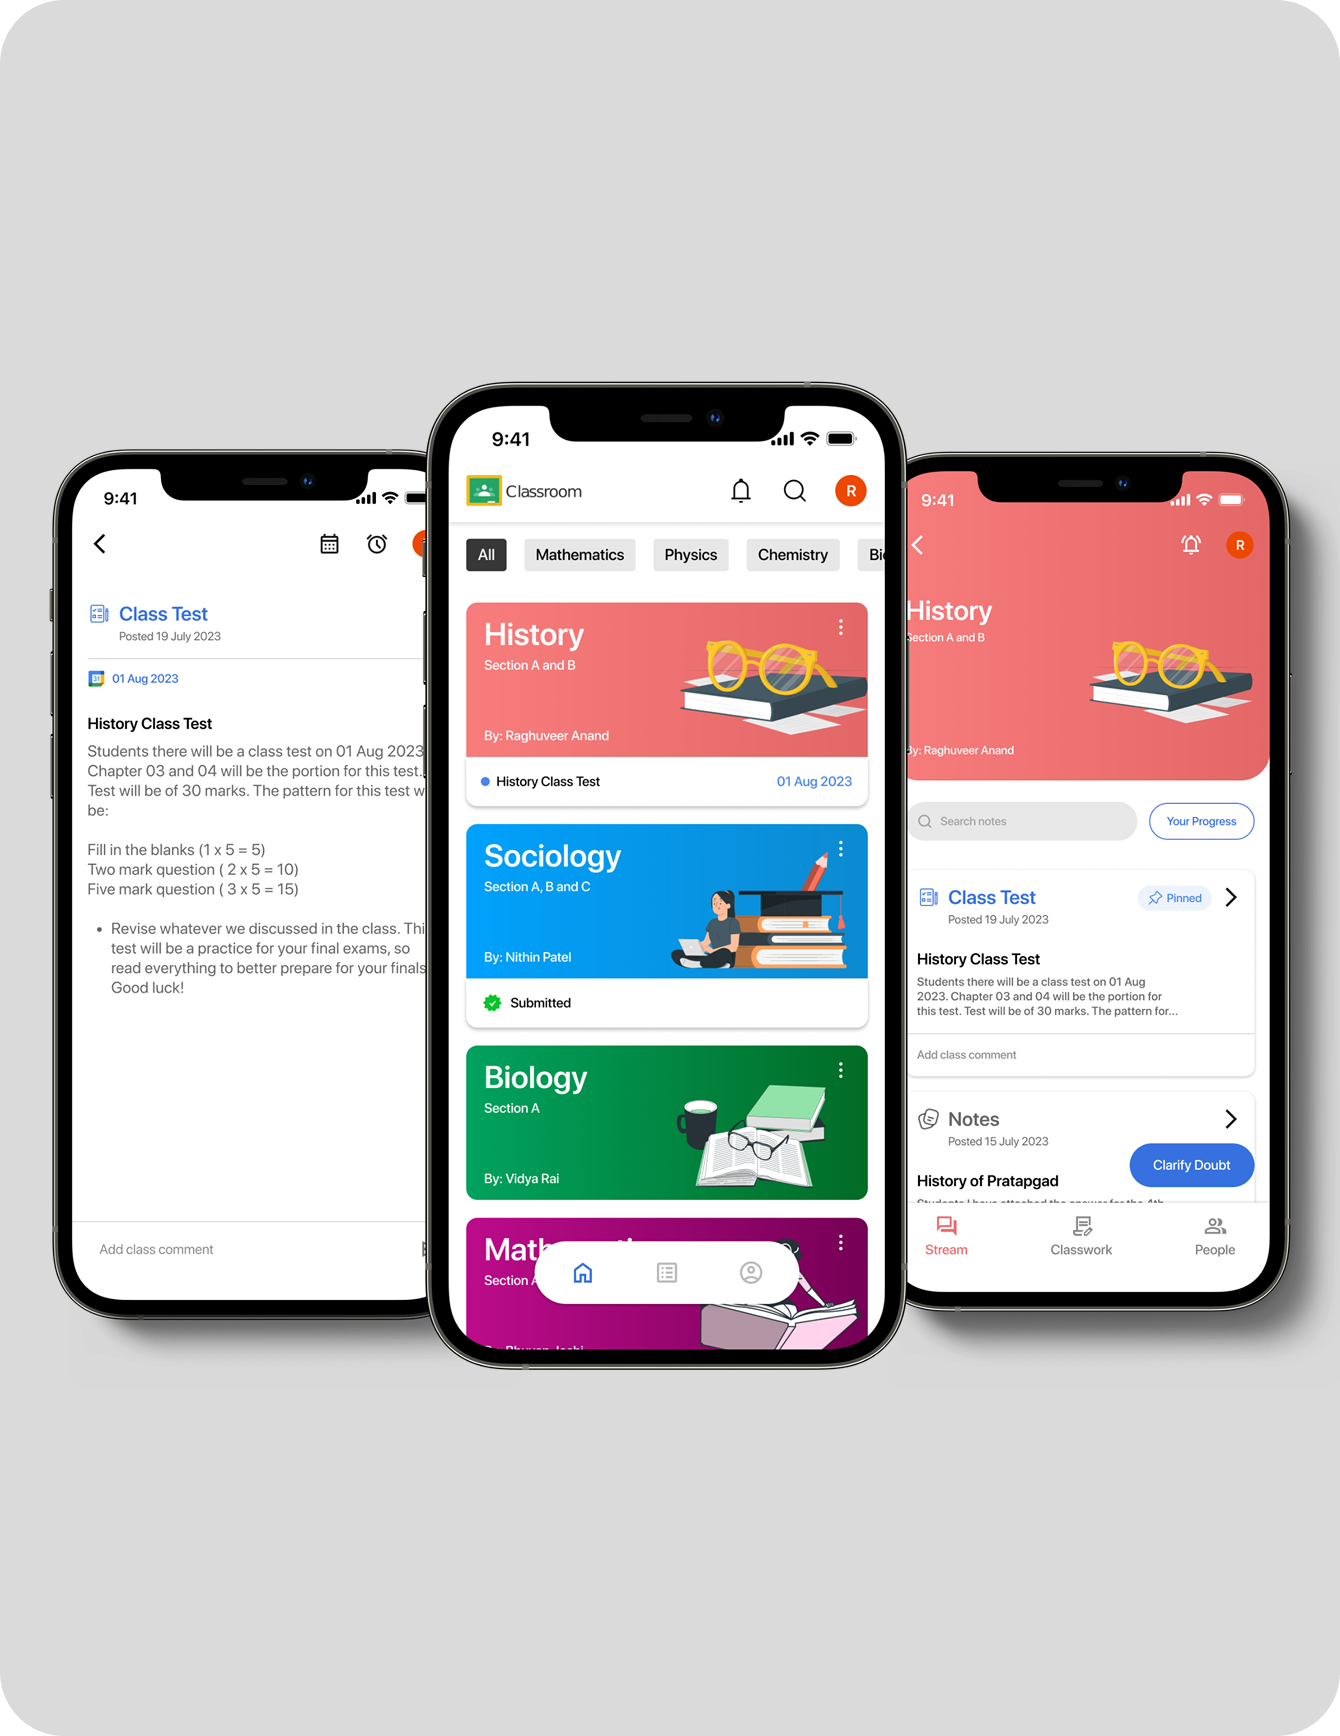 9:41
Class Test
Posted 19 July 2023
31
01 Aug 2023
History Class Test
Students there will be a class test on 01 Aug 2023
Chapter 03 and 04 will be the portion for this test.
Test will be of 30 marks. The pattern for this test w
be:
Fill in the blanks (1 x 5 = 5)
Two mark question ( 2 x 5 = 10)
Five mark question ( 3 x 5 = 15)
• Revise whatever we discussed in the class. Thi
test will be a practice for your final exams, so
read everything to better prepare for your finals
Good luck!
Add class comment
9:41
Classroom
R
All
Mathematics
Physics
Chemistry
Bi
History
Section A and B
By: Raghuveer Anand
History Class Test
01 Aug 2023
Sociology
Section A, B and C
By: Nithin Patel
Submitted
Biology
Section A
By: Vidya Rai
Math
Section A
9:41
R
History
Section A and B
By: Raghuveer Anand
Search notes
Your Progress
Class Test
Pinned
Posted 19 July 2023
History Class Test
Students there will be a class test on 01 Aug
2023. Chapter 03 and 04 will be the portion for
this test. Test will be of 30 marks. The pattern for...
Add class comment
Notes
Posted 15 July 2023
Clarify Doubt
History of Pratapgad
Students I have attached the answer for the 4th
Stream
Classwork
People